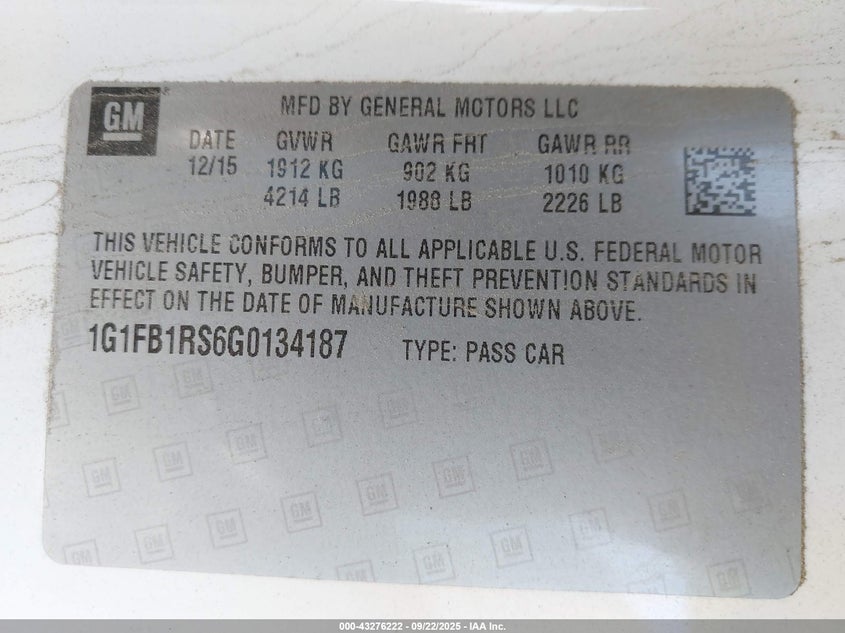 GM
MFD BY GENERAL MOTORS LLC
DATE GVWR GAWR FRT GAWR RR
12/15 1912 KG 902 KG 1010 KG
4214 LB 1988 LB 2226 LB
THIS VEHICLE CONFORMS TO ALL APPLICABLE U.S. FEDERAL MOTOR
VEHICLE SAFETY, BUMPER, AND THEFT PREVENTION STANDARDS IN
EFFECT ON THE DATE OF MANUFACTURE SHOWN ABOVE.
1G1FB1RS6G0134187 TYPE: PASS CAR
000-43276222 - 09/22/2025 - IAA Inc.